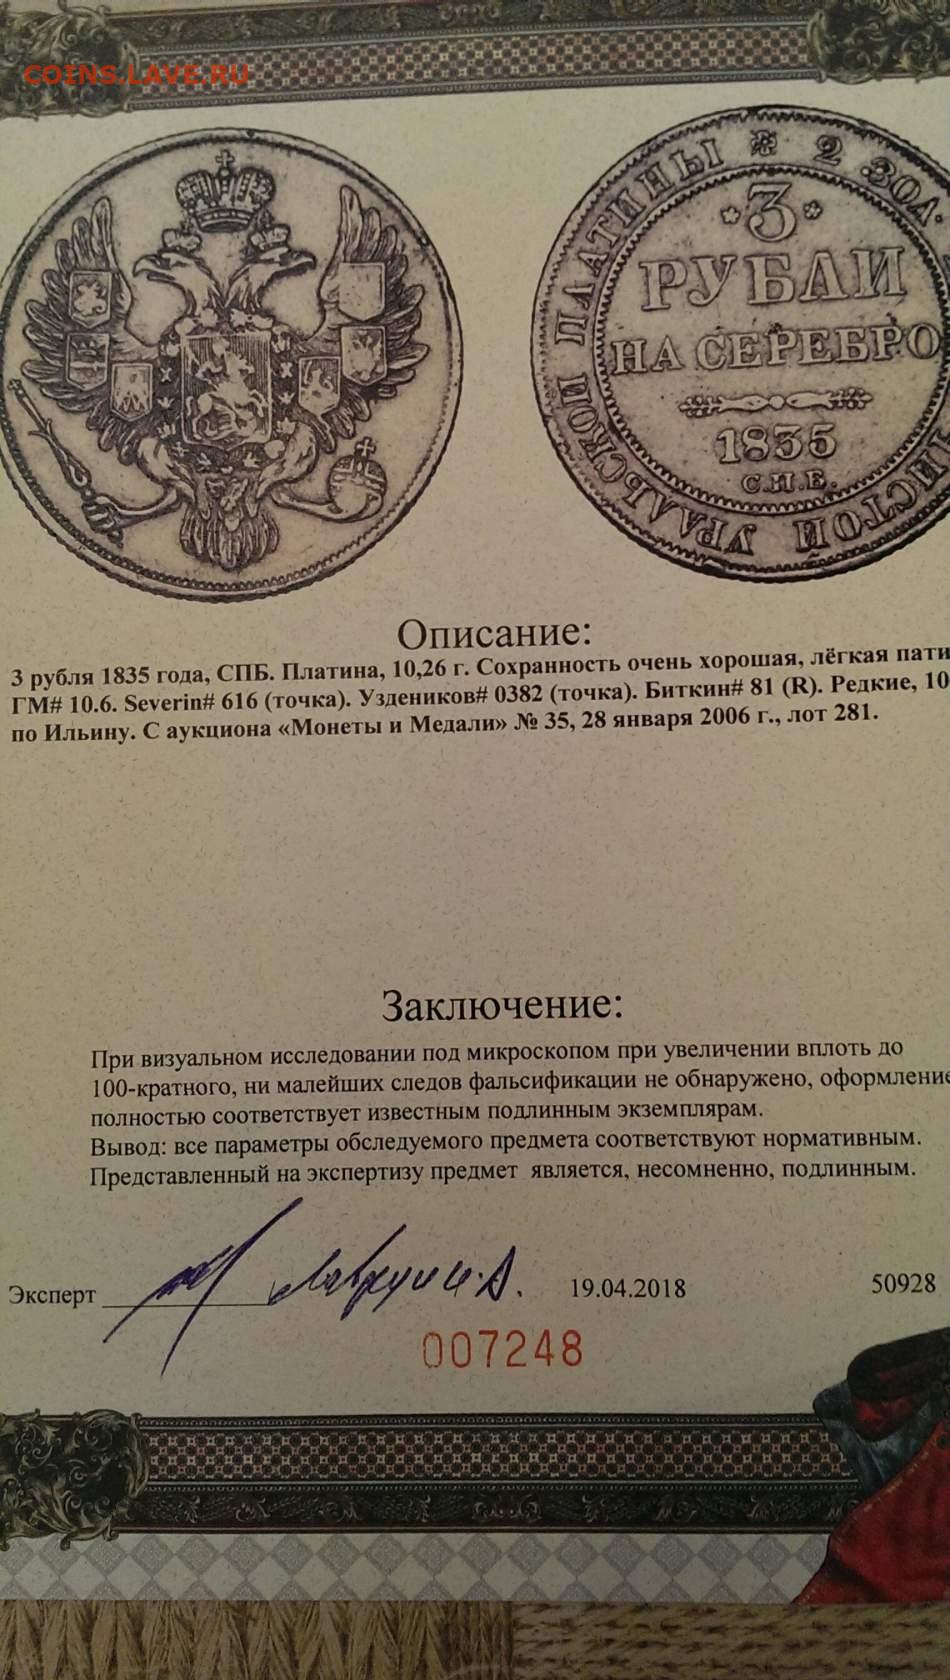 COINS.LAVE.RU
2 ЗОЛ. ЧИСТОЙ УРАЛЬСКОЙ ПЛАТИНЫ
3
РУБЛИ
НА СЕРЕБРО
1835
С.П.Б.
Описание:
3 рубля 1835 года, СПБ. Платина, 10,26 г. Сохранность очень хорошая, лёгкая пати
ГМ# 10.6. Severin# 616 (точка). Уздеников# 0382 (точка). Биткин# 81 (R). Редкие, 10
по Ильину. С аукциона «Монеты и Медали» № 35, 28 января 2006 г., лот 281.
Заключение:
При визуальном исследовании под микроскопом при увеличении вплоть до
100-кратного, ни малейших следов фальсификации не обнаружено, оформление
полностью соответствует известным подлинным экземплярам.
Вывод: все параметры обследуемого предмета соответствуют нормативным.
Представленный на экспертизу предмет является, несомненно, подлинным.
Эксперт 19.04.2018 50928
007248